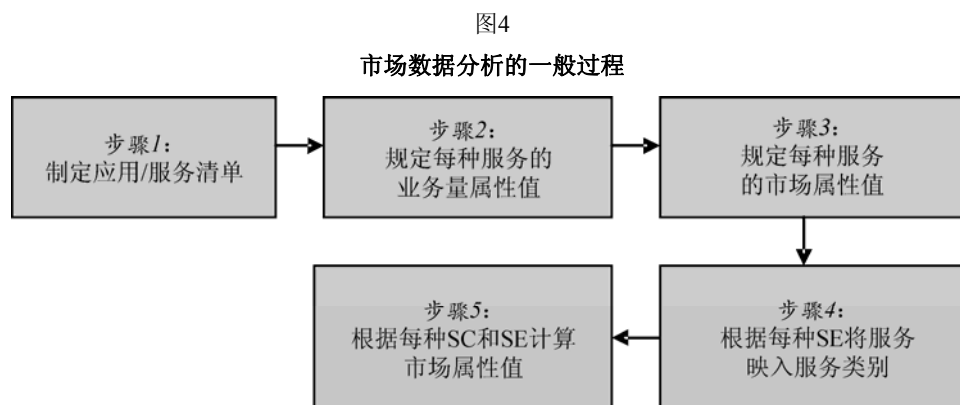 图4
市场数据分析的一般过程
步骤1：
制定应用/服务清单
步骤2：
规定每种服务的
业务量属性值
步骤3：
规定每种服务
的市场属性值
步骤4：
根据每种SE将服务
映入服务类别
步骤5：
根据每种SC和SE计算
市场属性值